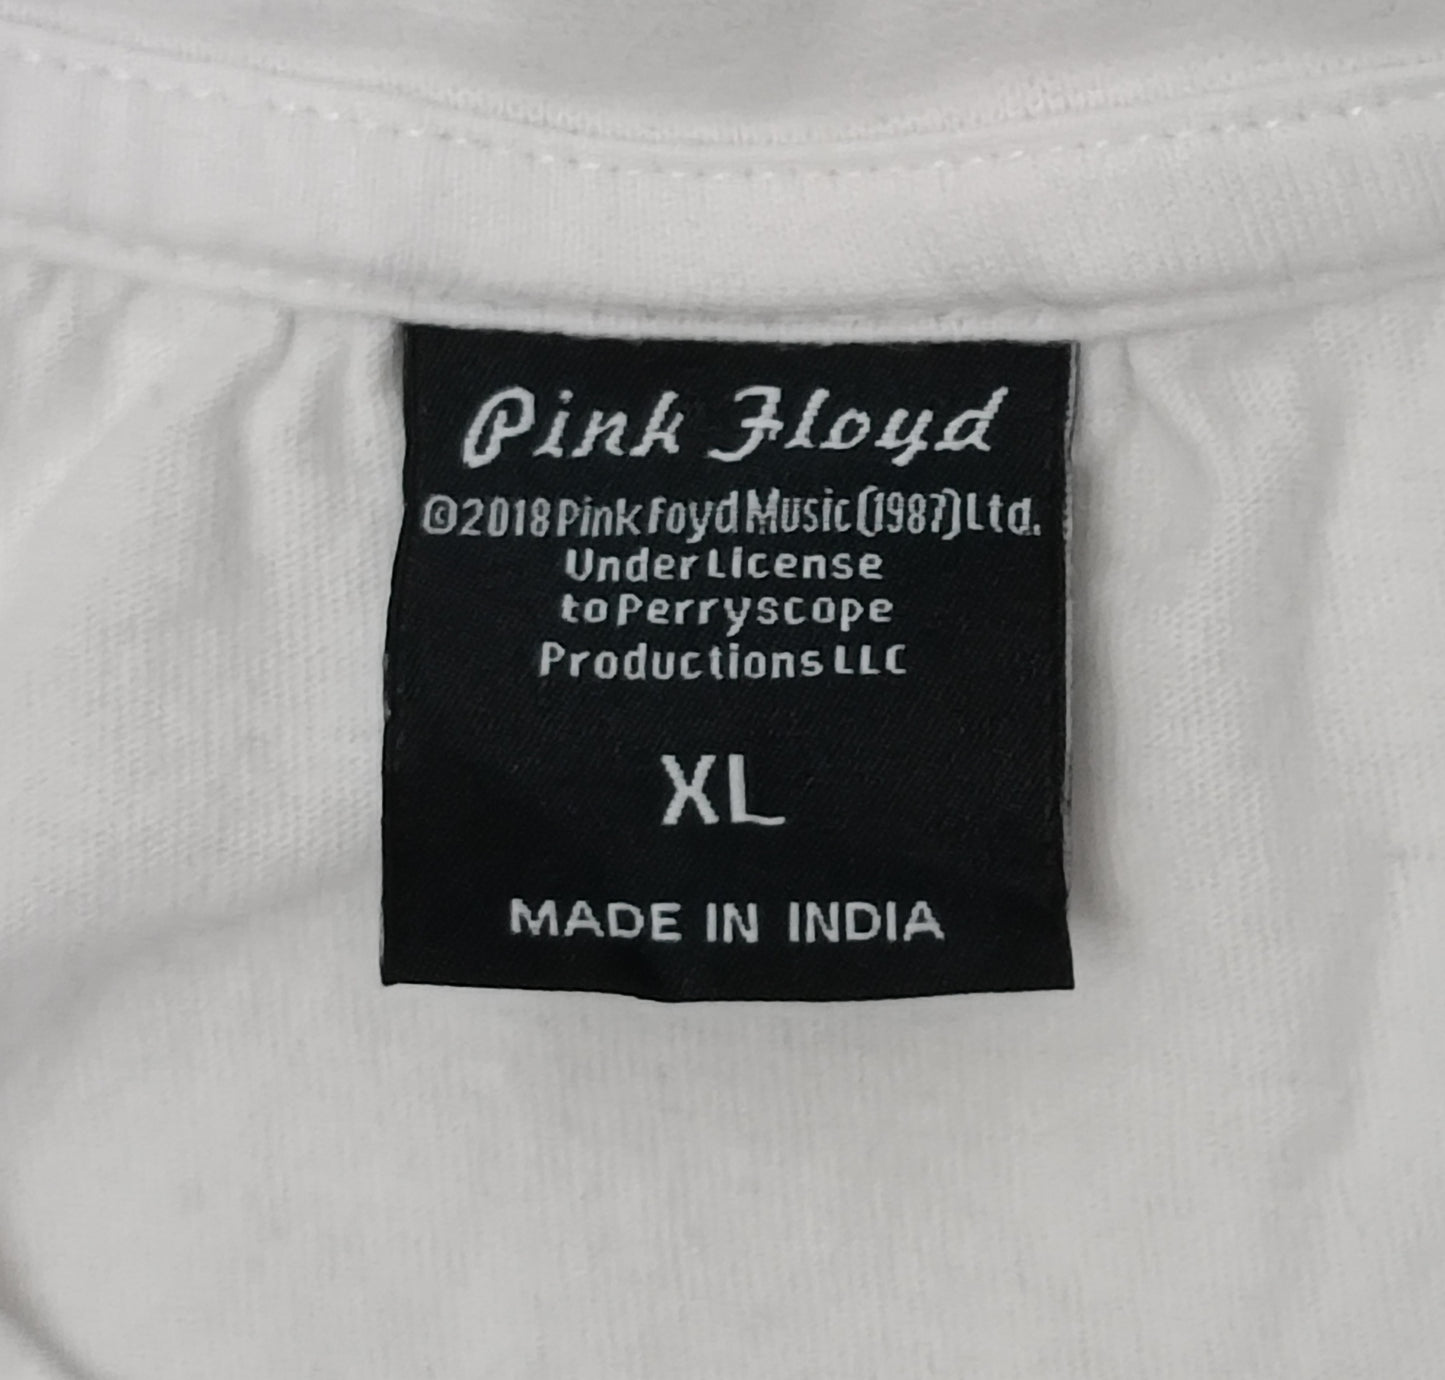 Pink Floyd
©2018 Pink Foyd Music (1987) Ltd.
Under License
to Perryscope
Productions LLC
XL
MADE IN INDIA